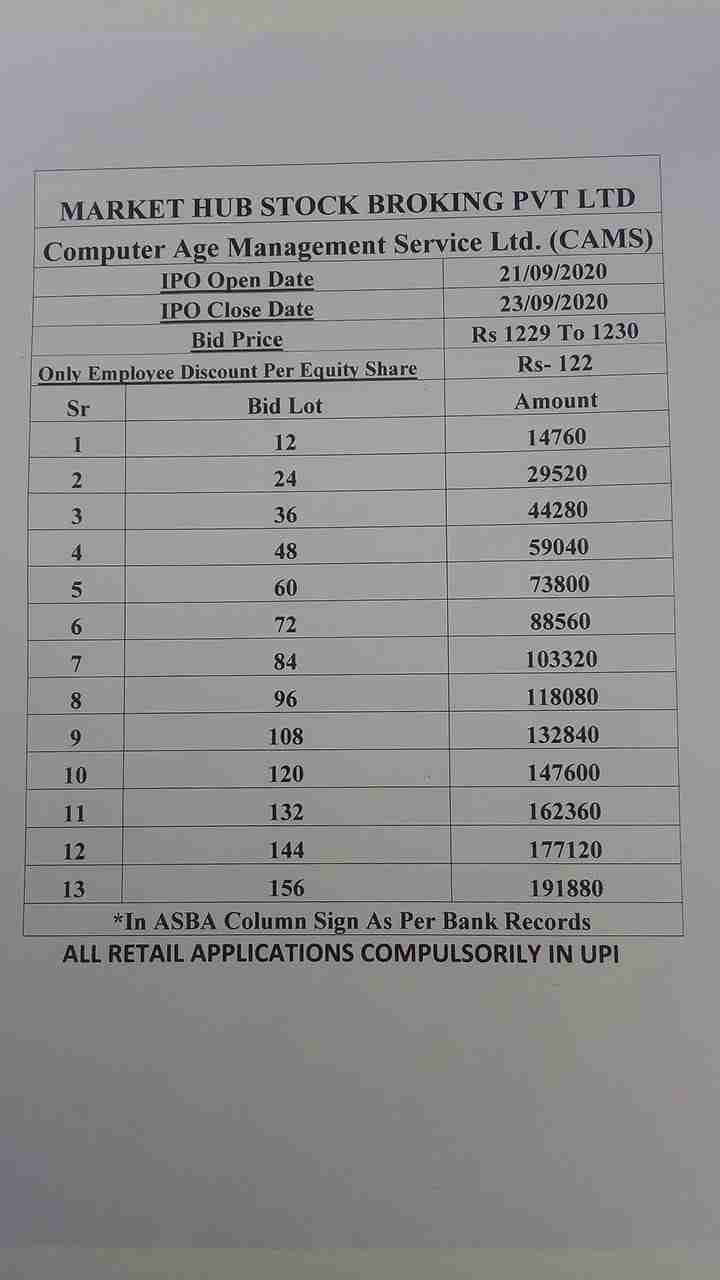 MARKET HUB STOCK BROKING PVT LTD
Computer Age Management Service Ltd. (CAMS)
IPO Open Date 21/09/2020
IPO Close Date 23/09/2020
Bid Price Rs 1229 To 1230
Only Employee Discount Per Equity Share Rs- 122
Sr Bid Lot Amount
1 12 14760
2 24 29520
3 36 44280
4 48 59040
5 60 73800
6 72 88560
7 84 103320
8 96 118080
9 108 132840
10 120 147600
11 132 162360
12 144 177120
13 156 191880
*In ASBA Column Sign As Per Bank Records
ALL RETAIL APPLICATIONS COMPULSORILY IN UPI